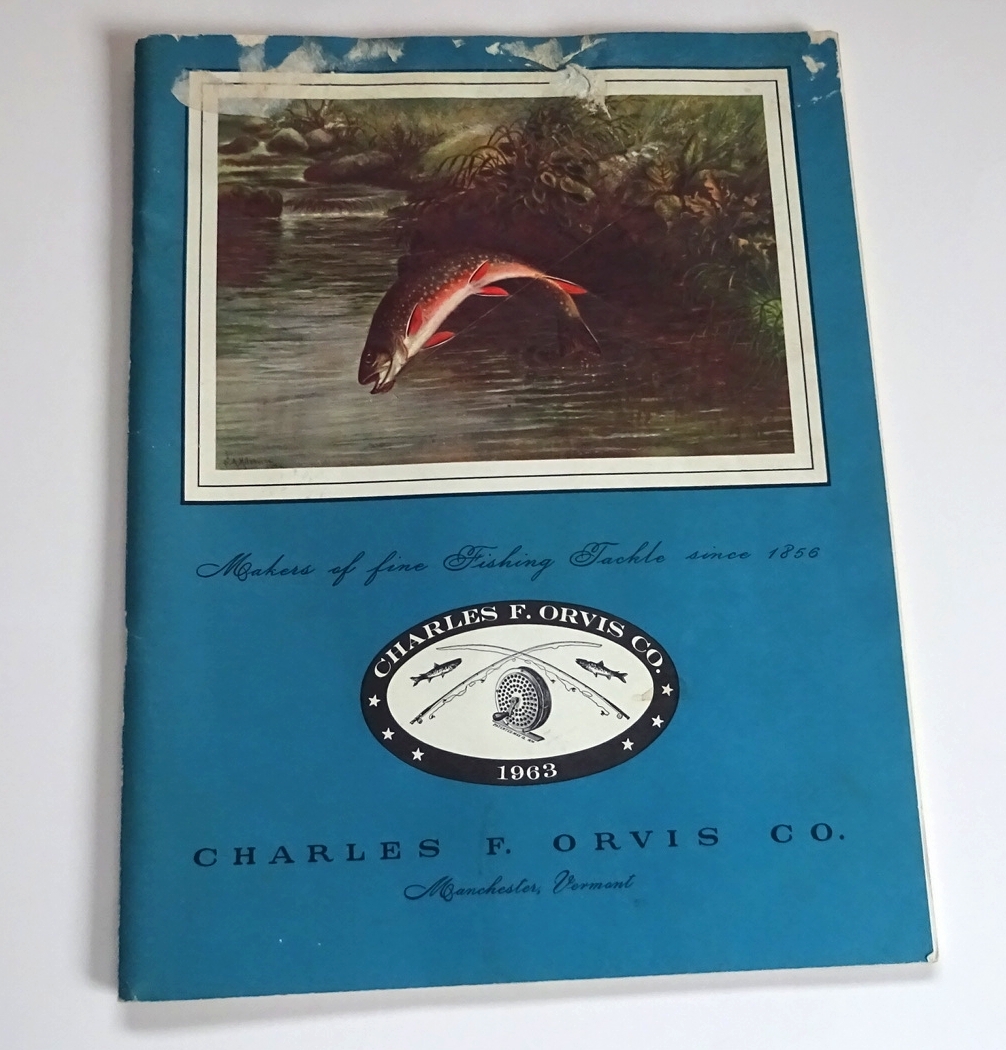 Makers of fine Fishing Tackle since 1856
CHARLES F. ORVIS CO.
1963
CHARLES F. ORVIS CO.
Manchester, Vermont